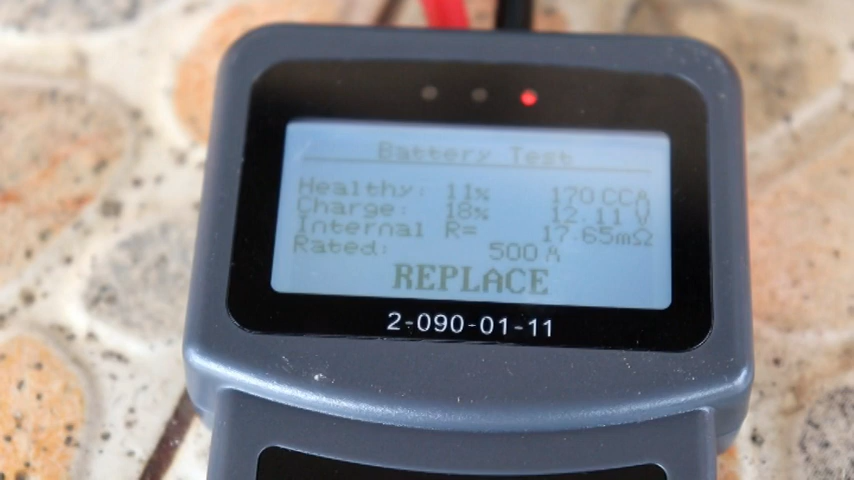 Battery Test
Healthy: 11% 170 CCA
Charge: 18% 12.11 V
Internal R= 17.65mΩ
Rated: 500 A
REPLACE
2-090-01-11